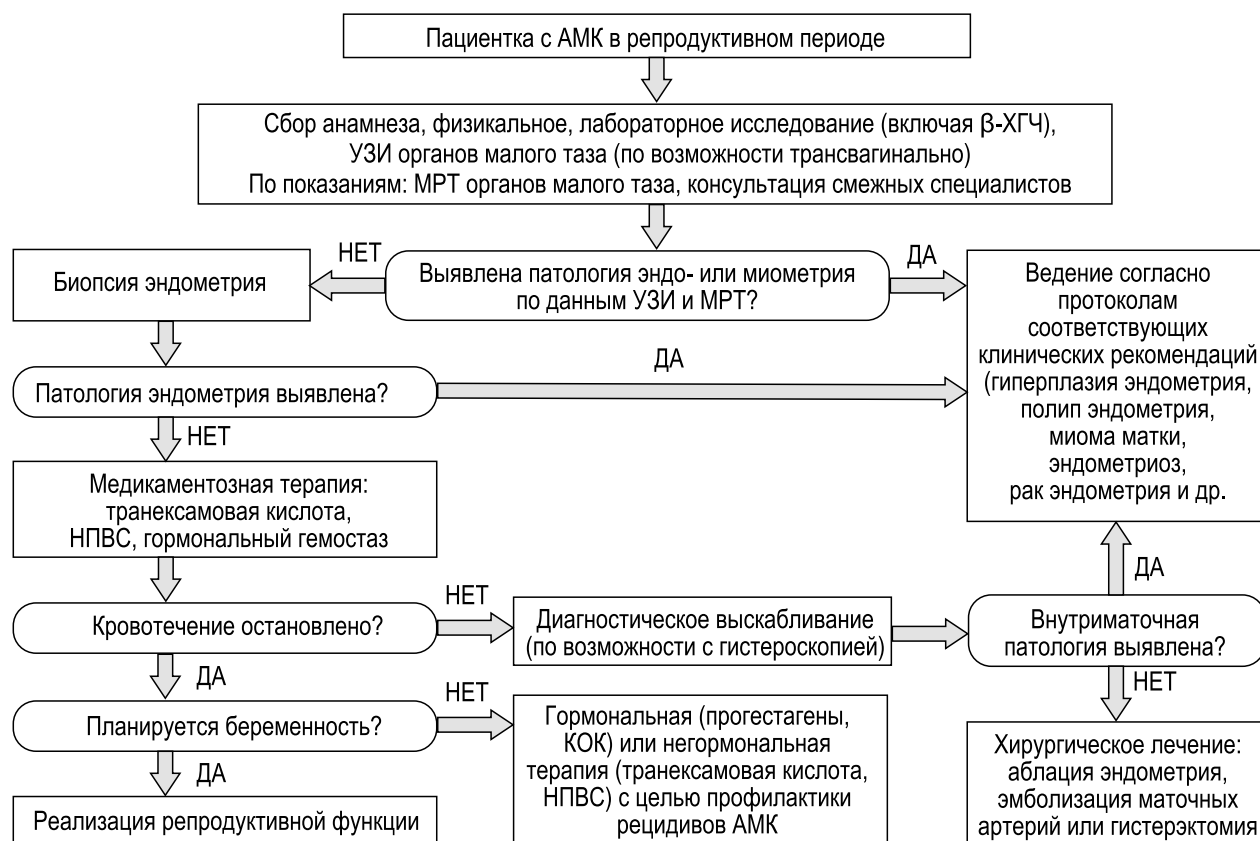 Пациентка с АМК в репродуктивном периоде
Сбор анамнеза, физикальное, лабораторное исследование (включая β-ХГЧ),
УЗИ органов малого таза (по возможности трансвагинально)
По показаниям: МРТ органов малого таза, консультация смежных специалистов
НЕТ
ДА
Биопсия эндометрия
Выявлена патология эндо- или миометрия
по данным УЗИ и МРТ?
Ведение согласно
протоколам
соответствующих
клинических рекомендаций
(гиперплазия эндометрия,
полип эндометрия,
миома матки,
эндометриоз,
рак эндометрия и др.
ДА
Патология эндометрия выявлена?
НЕТ
Медикаментозная терапия:
транексамовая кислота,
НПВС, гормональный гемостаз
ДА
НЕТ
Кровотечение остановлено?
Диагностическое выскабливание
(по возможности с гистероскопией)
Внутриматочная
патология выявлена?
ДА
НЕТ
НЕТ
Планируется беременность?
Гормональная (прогестагены,
КОК) или негормональная
терапия (транексамовая кислота,
НПВС) с целью профилактики
рецидивов АМК
Хирургическое лечение:
аблация эндометрия,
эмболизация маточных
артерий или гистерэктомия
ДА
Реализация репродуктивной функции